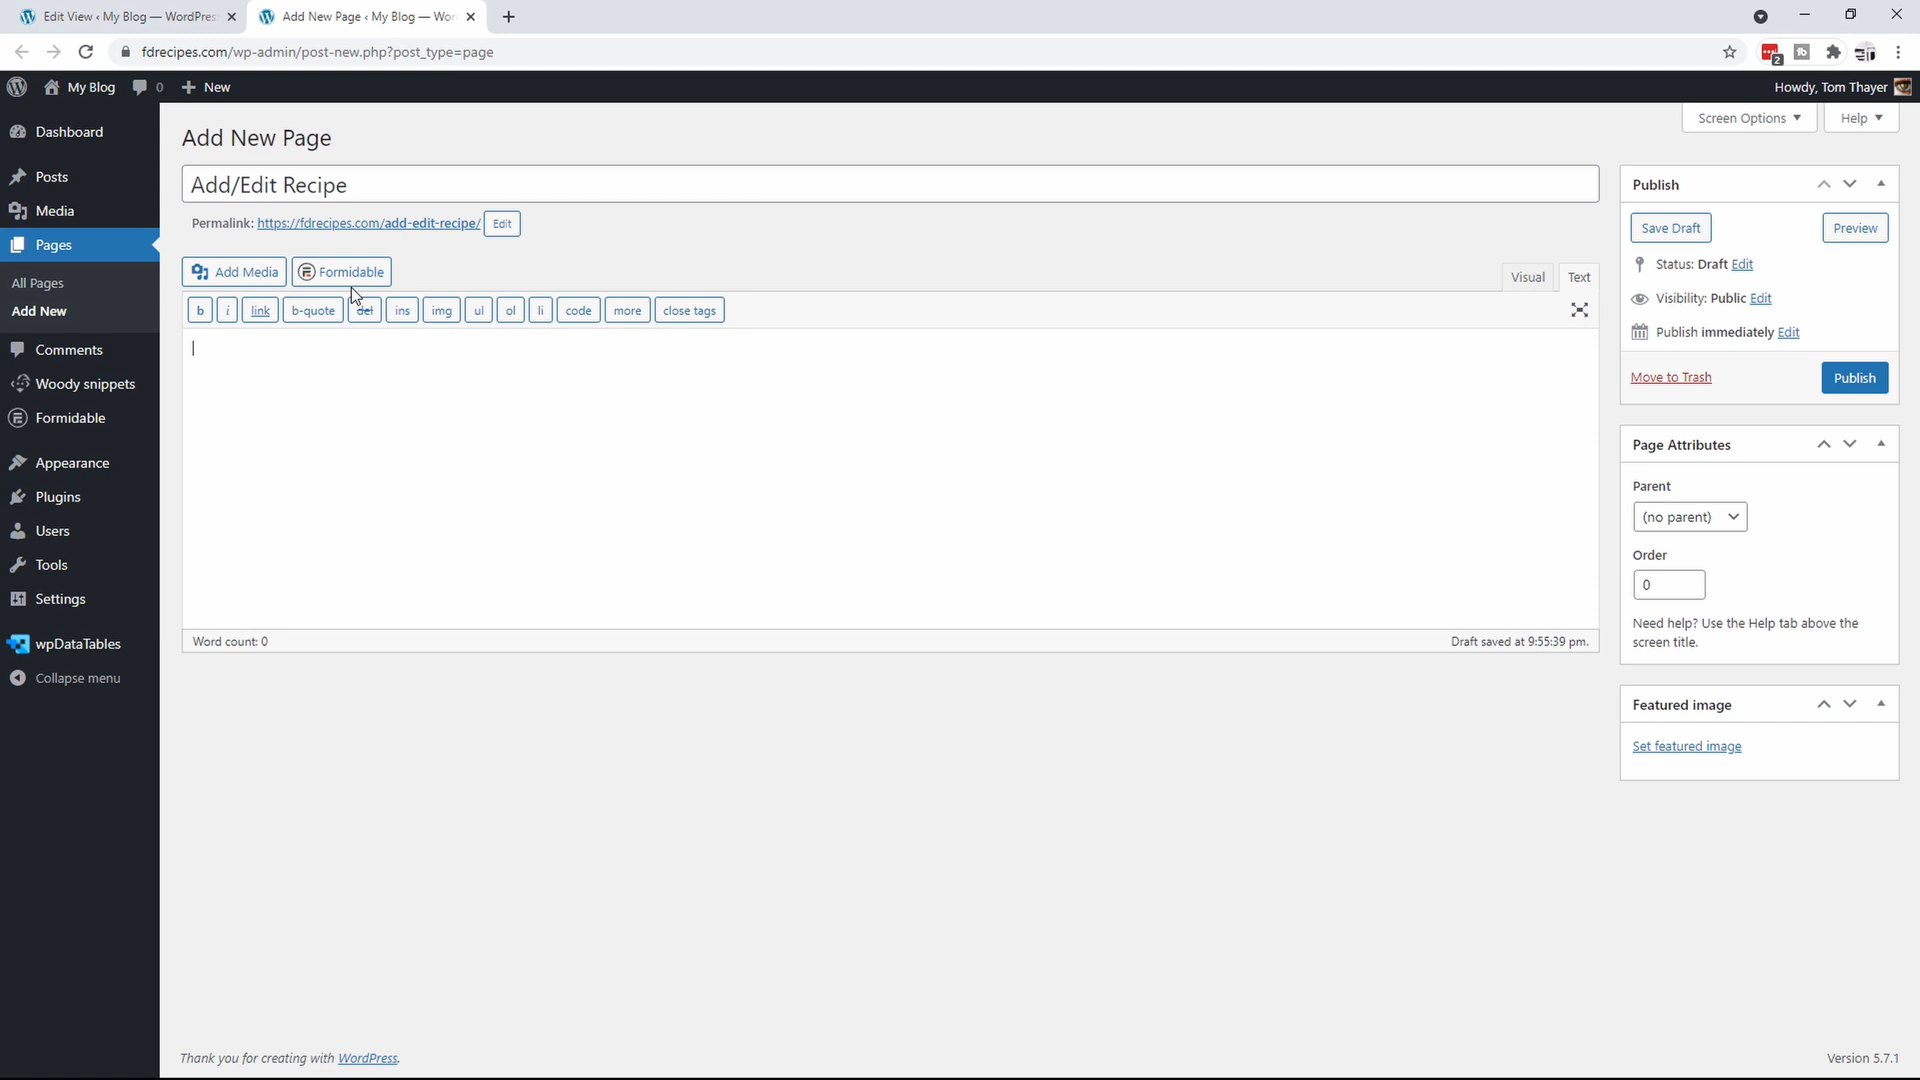 Edit View ‹ My Blog — WordPres
Add New Page ‹ My Blog — Wor
fdrecipes.com/wp-admin/post-new.php?post_type=page
2
My Blog
0
New
Howdy, Tom Thayer
Dashboard
Posts
Media
Pages
All Pages
Add New
Comments
Woody snippets
Formidable
Appearance
Plugins
Users
Tools
Settings
wpDataTables
Collapse menu
Screen Options
Help
Add New Page
Add/Edit Recipe
Permalink: https://fdrecipes.com/add-edit-recipe/ Edit
Add Media
Formidable
Visual
Text
b i link b-quote del ins img ul ol li code more close tags
Word count: 0
Draft saved at 9:55:39 pm.
Publish
Save Draft
Preview
Status: Draft Edit
Visibility: Public Edit
Publish immediately Edit
Move to Trash
Publish
Page Attributes
Parent
(no parent)
Order
0
Need help? Use the Help tab above the
screen title.
Featured image
Set featured image
Thank you for creating with WordPress.
Version 5.7.1